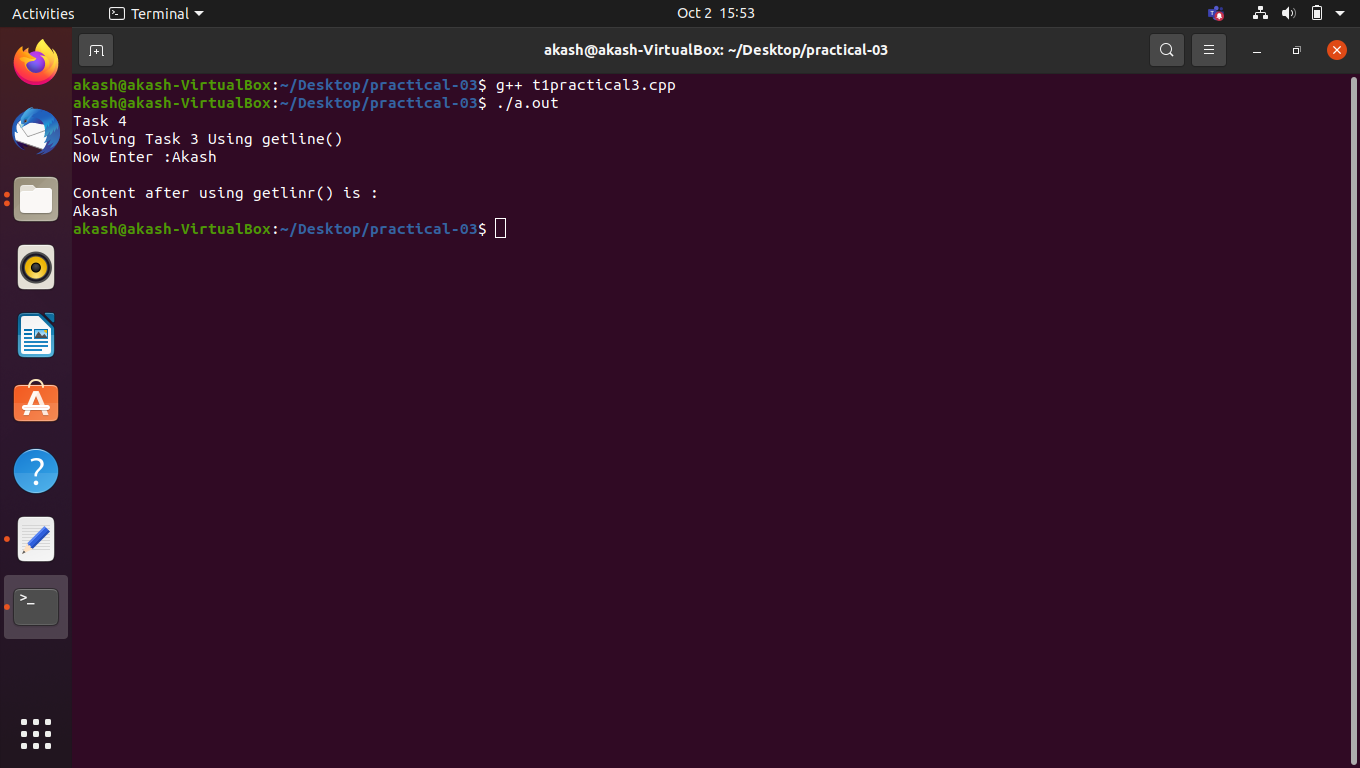 Activities Terminal Oct 2 15:53
akash@akash-VirtualBox: ~/Desktop/practical-03
akash@akash-VirtualBox:~/Desktop/practical-03$ g++ t1practical3.cpp
akash@akash-VirtualBox:~/Desktop/practical-03$ ./a.out
Task 4
Solving Task 3 Using getline()
Now Enter :Akash

Content after using getlinr() is :
Akash
akash@akash-VirtualBox:~/Desktop/practical-03$